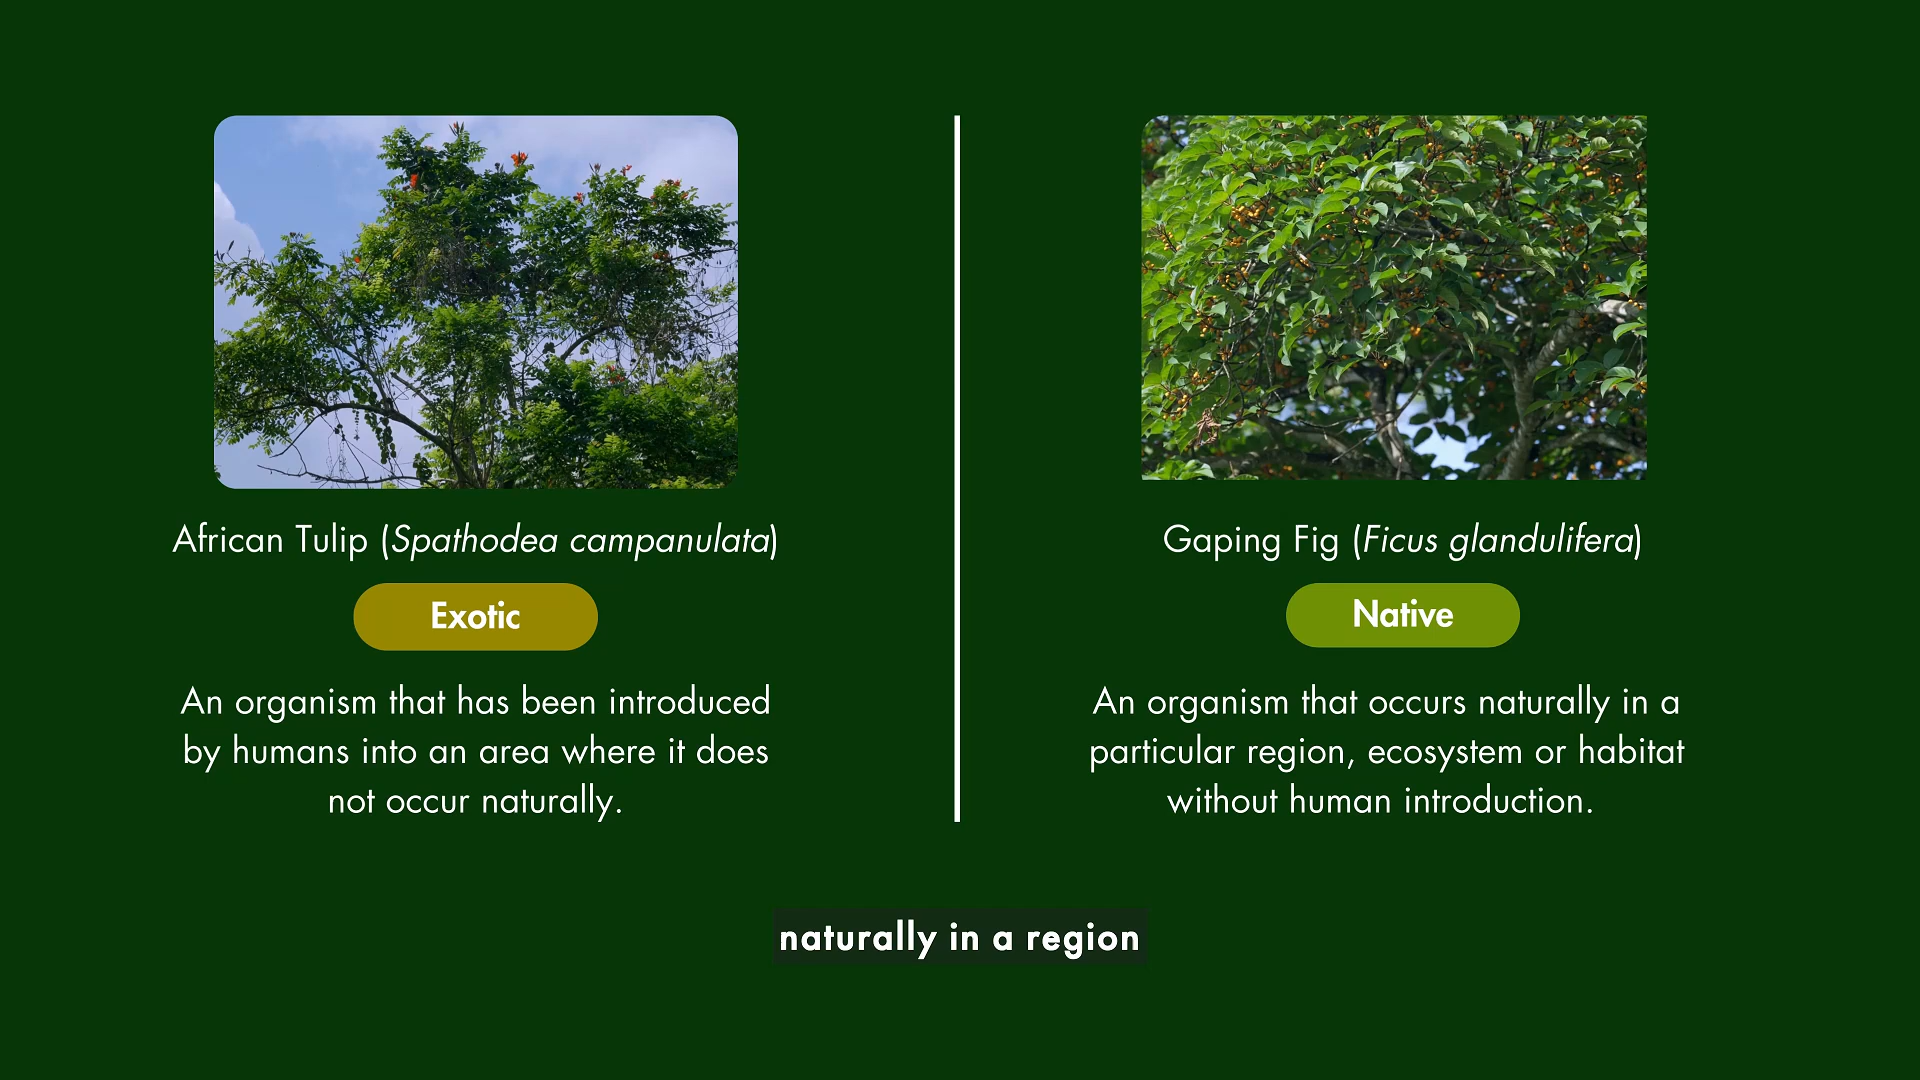 African Tulip (Spathodea campanulata)
Exotic
An organism that has been introduced
by humans into an area where it does
not occur naturally.
Gaping Fig (Ficus glandulifera)
Native
An organism that occurs naturally in a
particular region, ecosystem or habitat
without human introduction.
naturally in a region